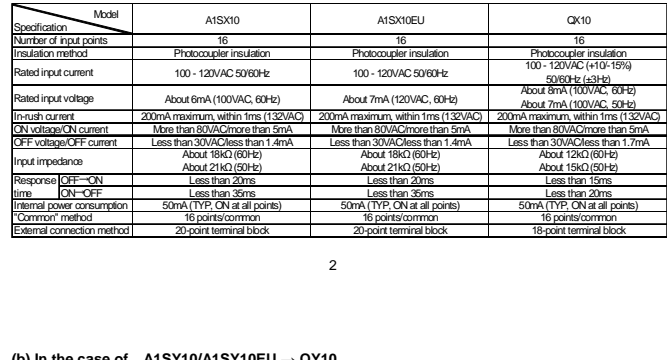 Model
Specification A1SX10 A1SX10EU QX10
Number of input points 16 16 16
Insulation method Photocoupler insulation Photocoupler insulation Photocoupler insulation
Rated input current 100 - 120VAC 50/60Hz 100 - 120VAC 50/60Hz 100 - 120VAC (+10/-15%)
50/60Hz (±3Hz)
Rated input voltage About 6mA (100VAC, 60Hz) About 7mA (120VAC, 60Hz) About 8mA (100VAC, 60Hz)
About 7mA (100VAC, 50Hz)
In-rush current 200mA maximum, within 1ms (132VAC) 200mA maximum, within 1ms (132VAC) 200mA maximum, within 1ms (132VAC)
ON voltage/ON current More than 80VAC/more than 5mA More than 80VAC/more than 5mA More than 80VAC/more than 5mA
OFF voltage/OFF current Less than 30VAC/less than 1.4mA Less than 30VAC/less than 1.4mA Less than 30VAC/less than 1.7mA
Input impedance About 18kΩ (60Hz) About 18kΩ (60Hz) About 12kΩ (60Hz)
About 21kΩ (50Hz) About 21kΩ (50Hz) About 15kΩ (50Hz)
Response OFF→ON Less than 20ms Less than 20ms Less than 15ms
time ON→OFF Less than 35ms Less than 35ms Less than 20ms
Internal power consumption 50mA (TYP, ON at all points) 50mA (TYP, ON at all points) 50mA (TYP, ON at all points)
"Common" method 16 points/common 16 points/common 16 points/common
External connection method 20-point terminal block 20-point terminal block 18-point terminal block
2
(b) In the case of A1SY10/A1SY10EU → QY10